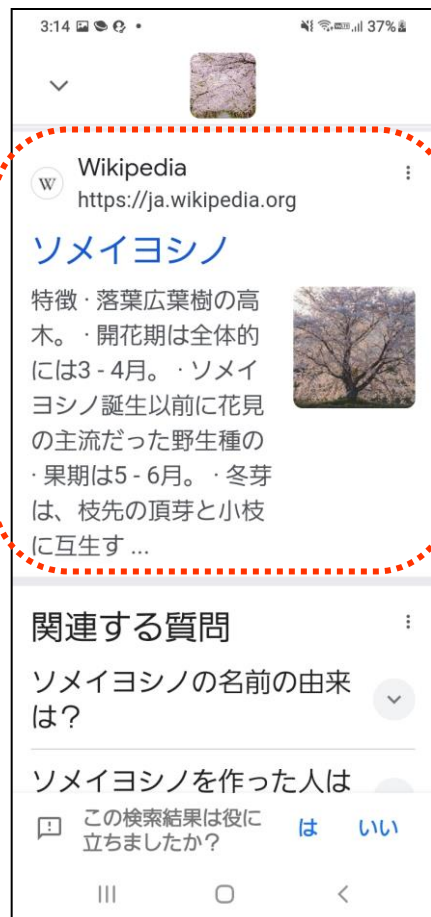 3:14
37%
Wikipedia
W
https://ja.wikipedia.org
ソメイヨシノ
特徴 · 落葉広葉樹の高
木。 · 開花期は全体的
には3 - 4月。 · ソメイ
ヨシノ誕生以前に花見
の主流だった野生種の
· 果期は5 - 6月。 · 冬芽
は、枝先の頂芽と小枝
に互生す ...
関連する質問
ソメイヨシノの名前の由来
は？
ソメイヨシノを作った人は
この検索結果は役に
立ちましたか？
は
いい